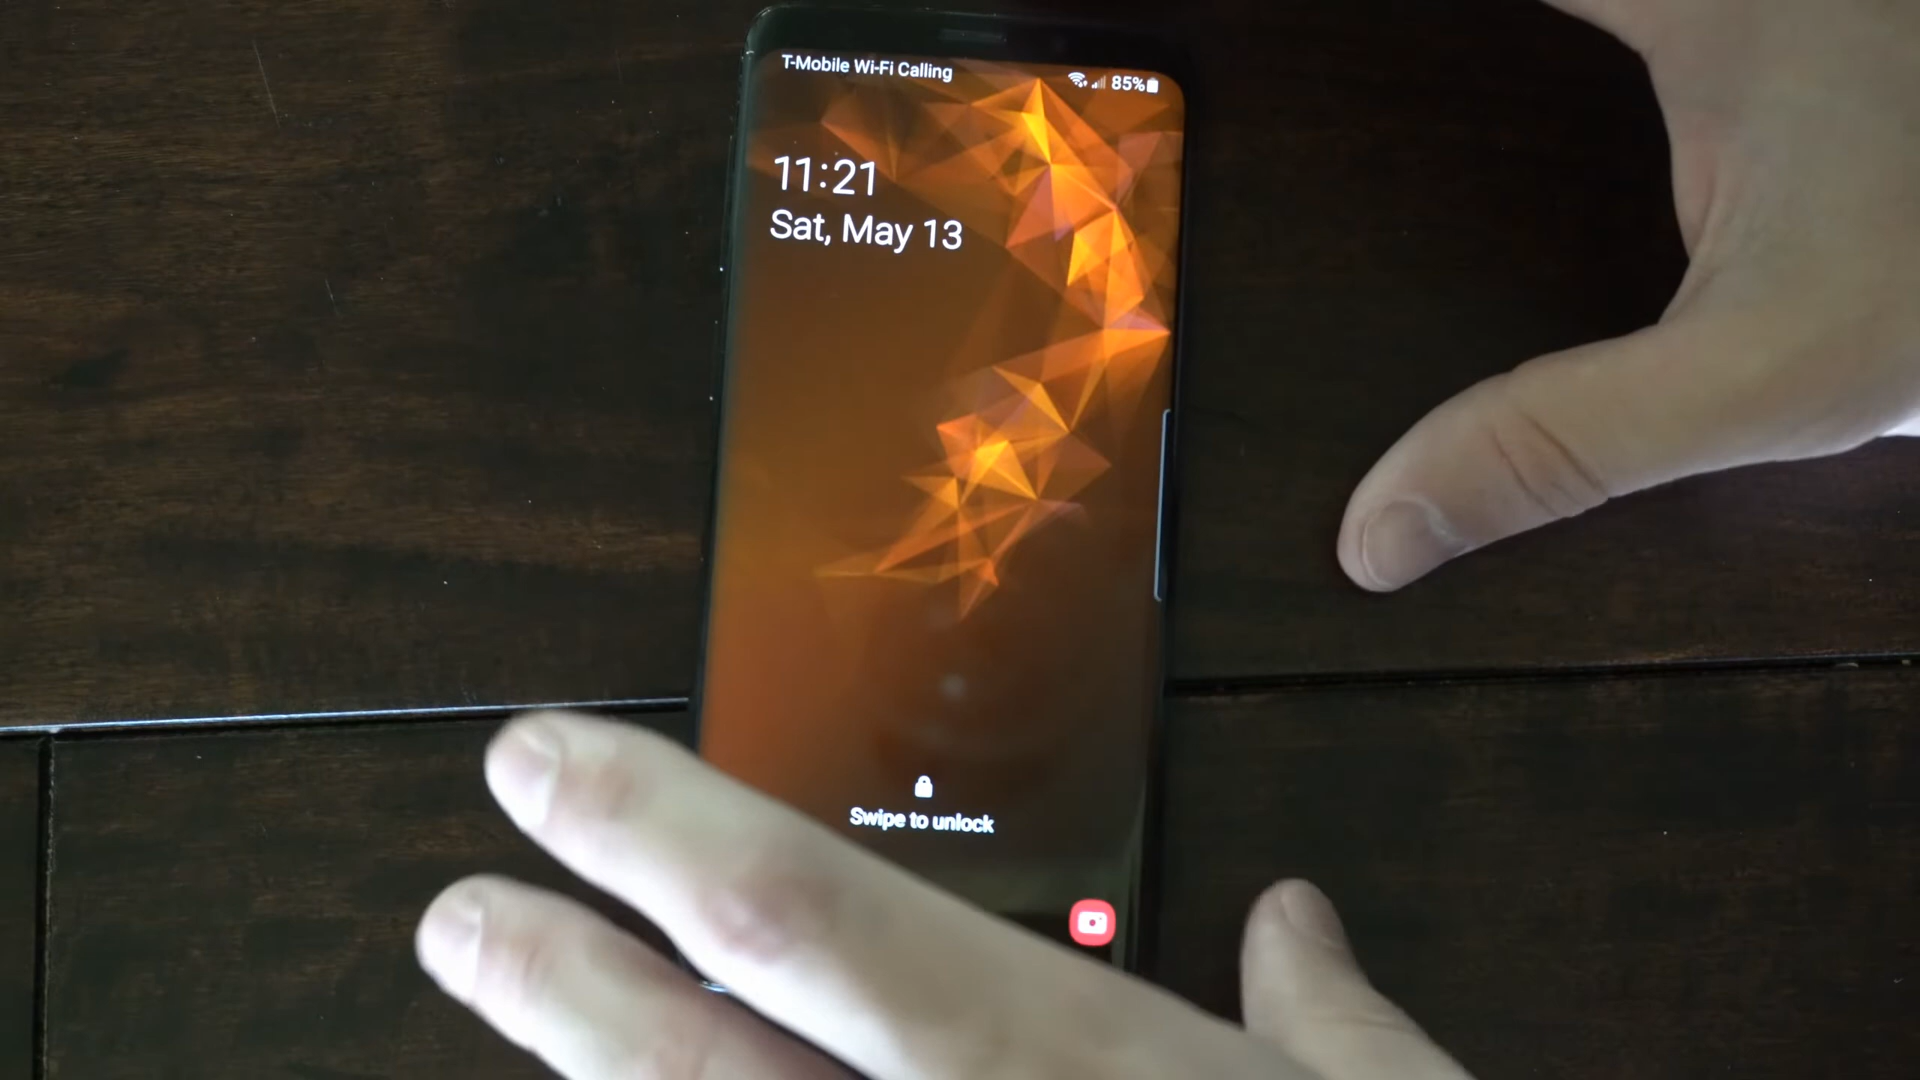 T-Mobile Wi-Fi Calling
85%
11:21
Sat, May 13
Swipe to unlock